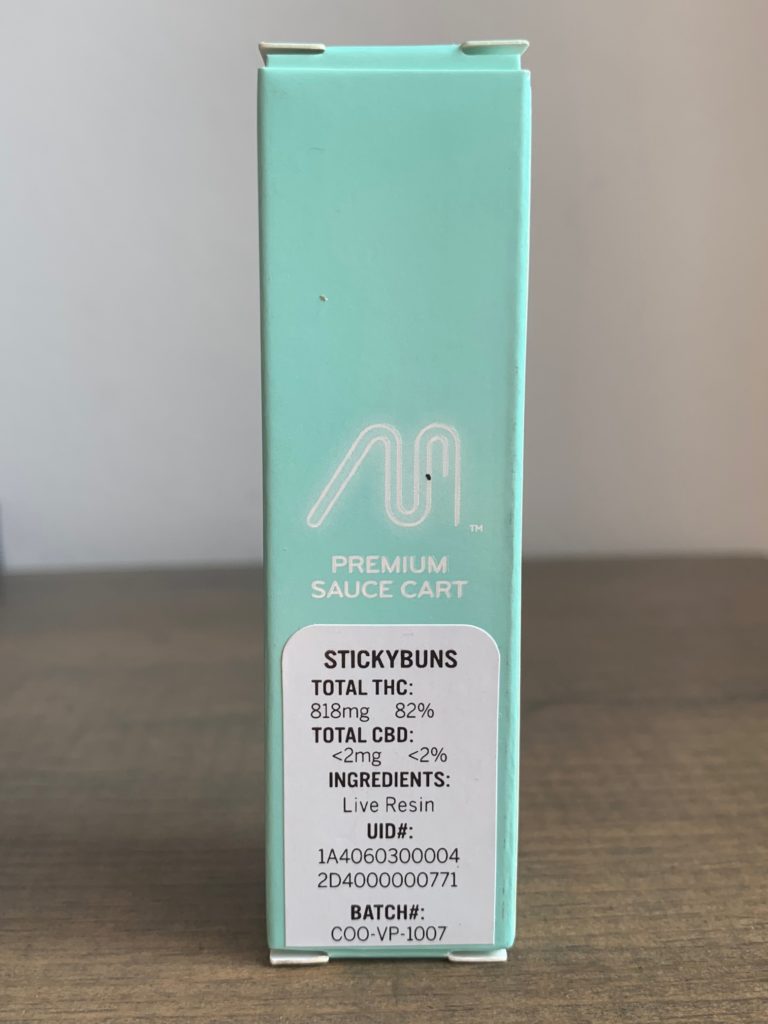 TM
PREMIUM
SAUCE CART
STICKYBUNS
TOTAL THC:
818mg 82%
TOTAL CBD:
<2mg <2%
INGREDIENTS:
Live Resin
UID#:
1A4060300004
2D4000000771
BATCH#:
COO-VP-1007